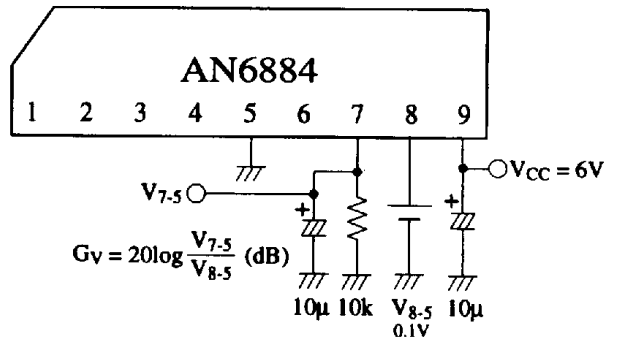 AN6884
1 2 3 4 5 6 7 8 9
V7-5
+
+
VCC = 6V
GV = 20log V7-5 / V8-5 (dB)
10μ 10k V8-5 10μ
0.1V